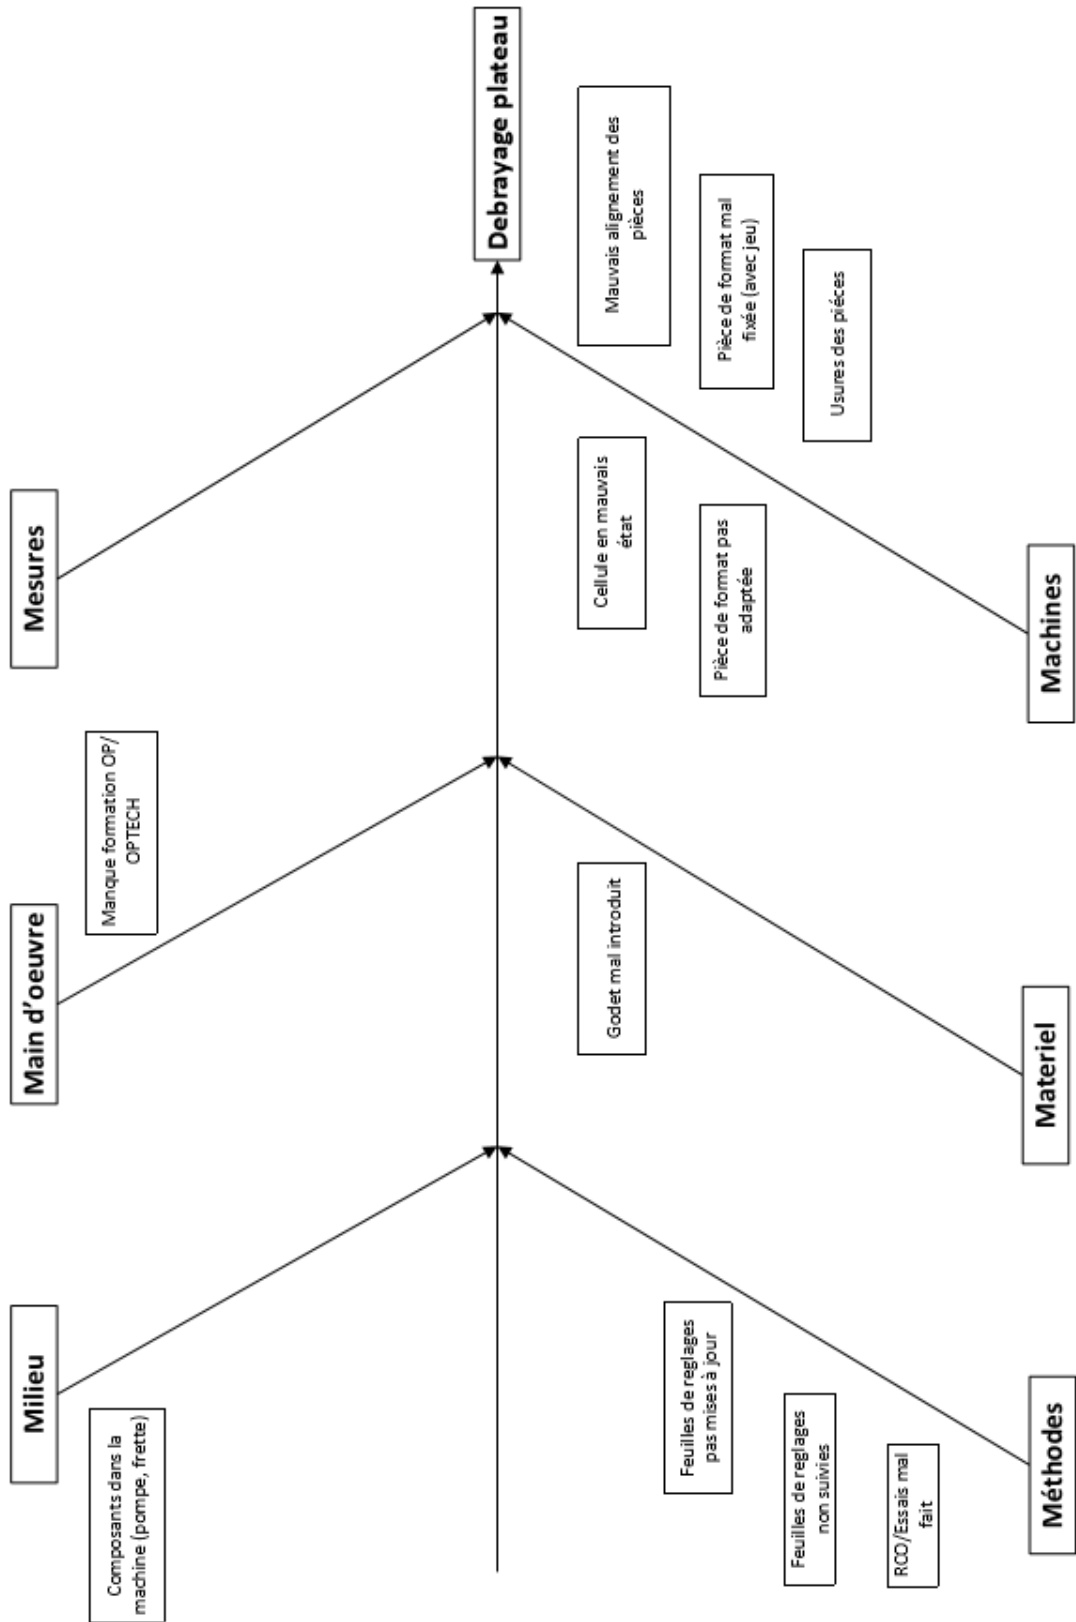 Milieu
Main d'oeuvre
Mesures
Composants dans la
machine (pompe, frette)
Manque formation OP/
OPTECH
Debrayage plateau
Feuilles de reglages
pas mises à jour
Feuilles de reglages
non suivies
RCO/Essais mal
fait
Godet mal introduit
Cellule en mauvais
état
Pièce de format pas
adaptée
Mauvais alignement des
pièces
Pièce de format mal
fixée (avec jeu)
Usures des piéces
Méthodes
Materiel
Machines